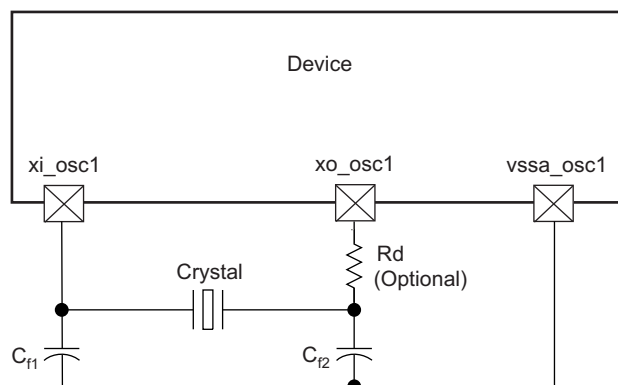 Device
xi_osc1
xo_osc1
vssa_osc1
Rd
(Optional)
Crystal
Cf1
Cf2